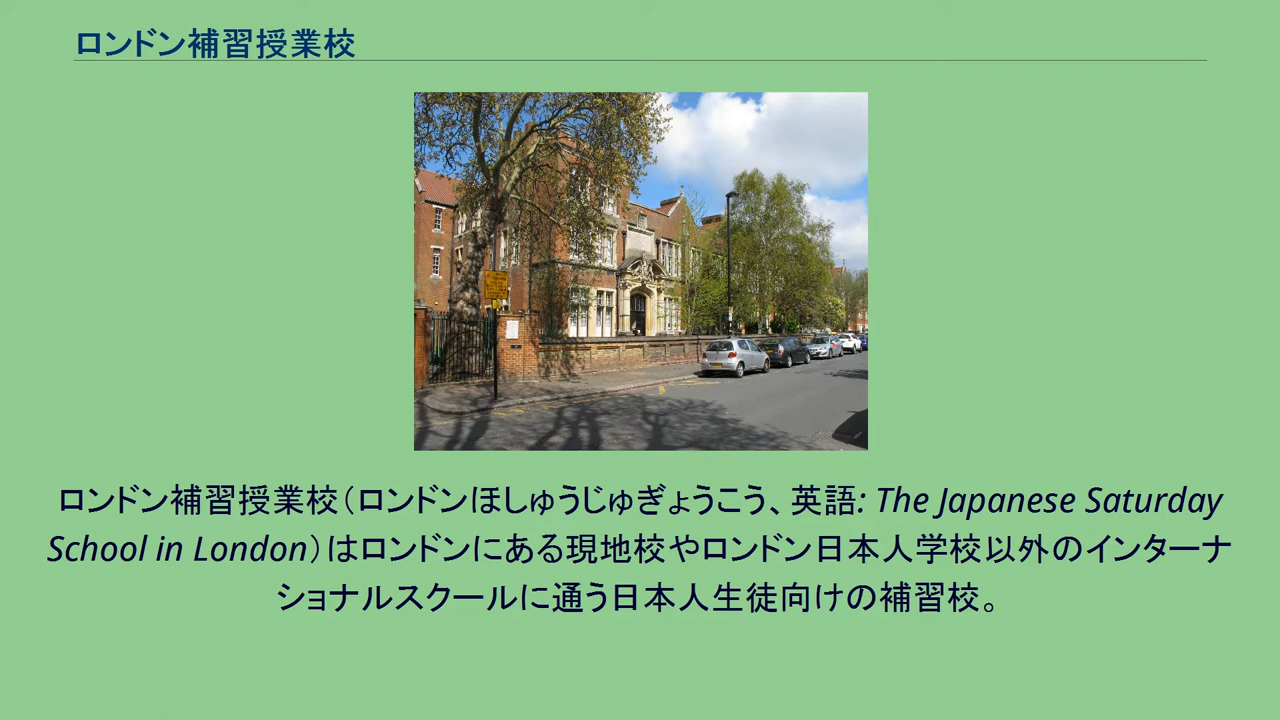 ロンドン補習授業校
ロンドン補習授業校（ロンドンほしゅうじゅぎょうこう、英語: The Japanese Saturday
School in London）はロンドンにある現地校やロンドン日本人学校以外のインターナ
ショナルスクールに通う日本人生徒向けの補習校。